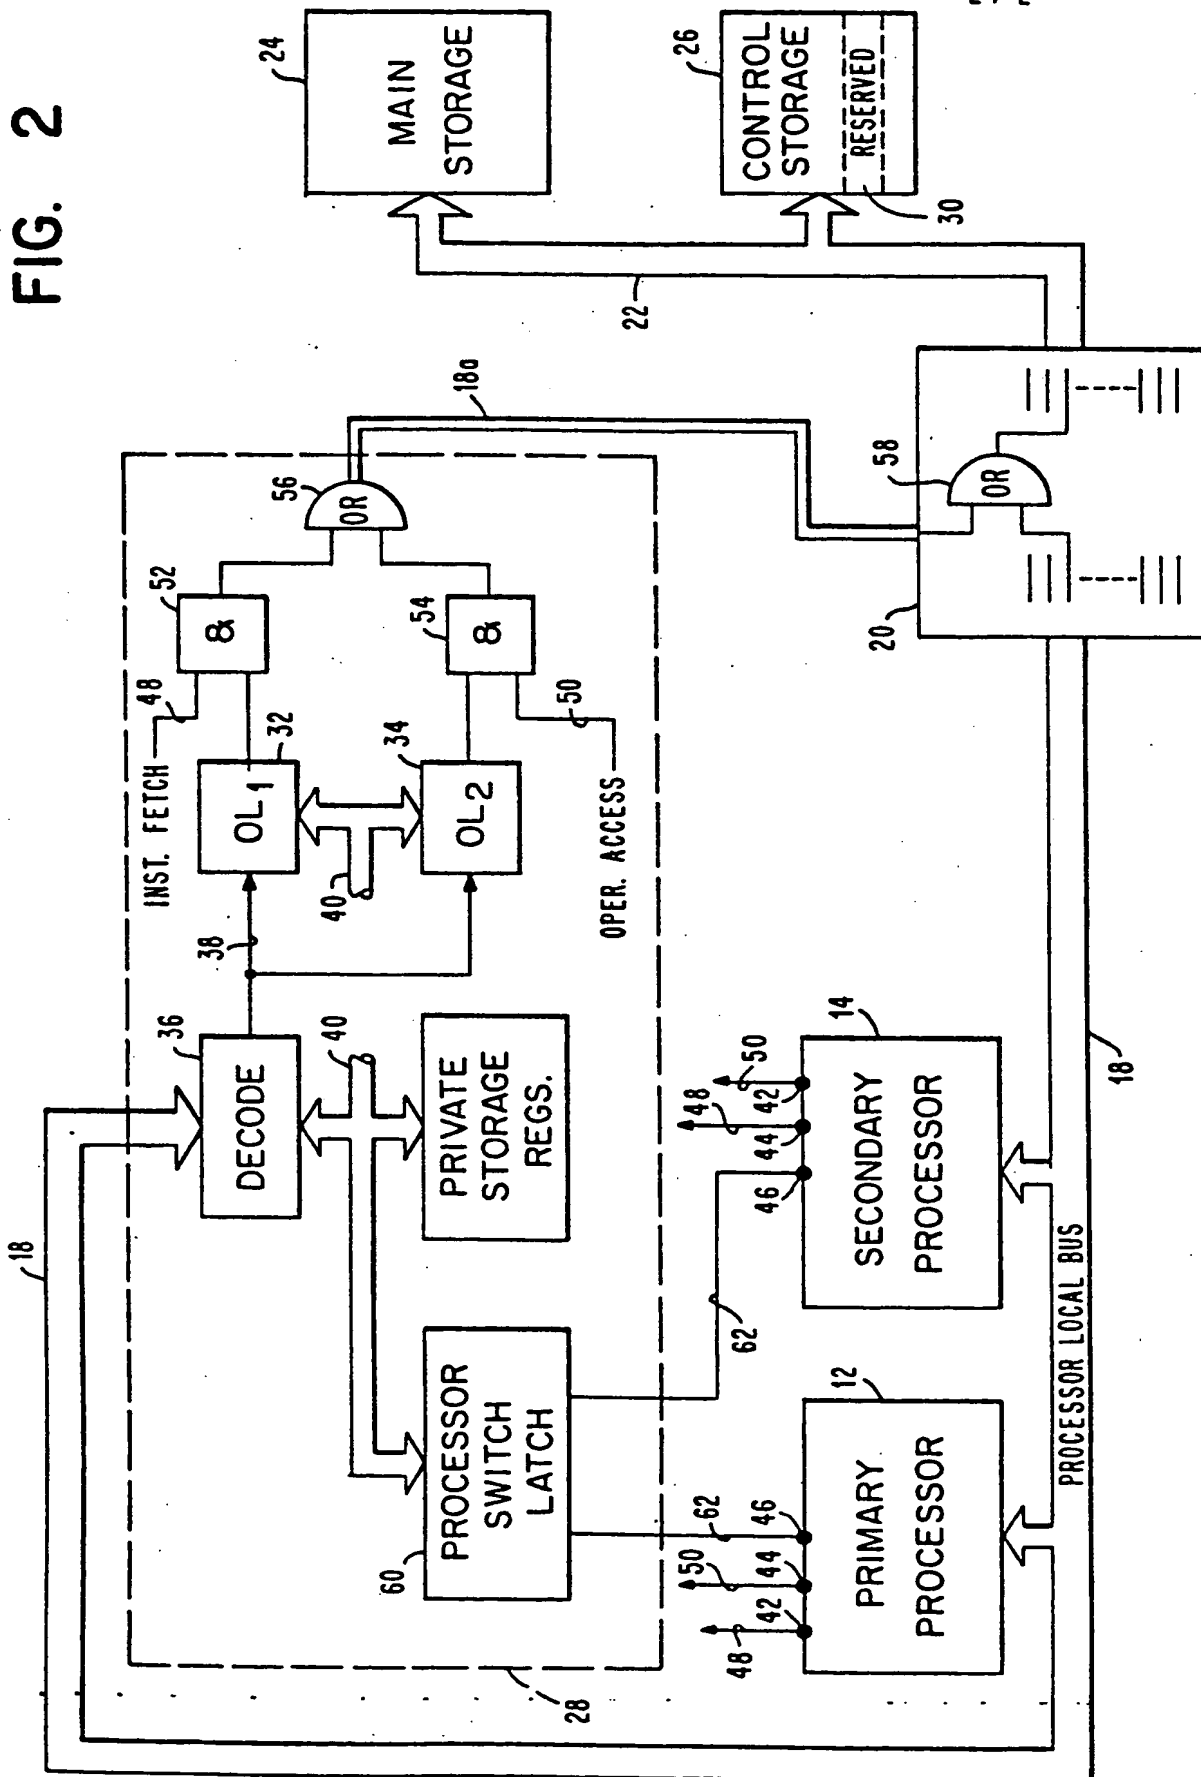 FIG. 2
24
MAIN
STORAGE
26
CONTROL
STORAGE
RESERVED
30
22
18a
56
OR
58
OR
20
52
&
54
&
48
50
INST. FETCH
32
OL1
34
OL2
40
OPER. ACCESS
38
36
DECODE
40
PRIVATE
STORAGE
REGS.
18
60
PROCESSOR
SWITCH
LATCH
28
62
62
14
50
48
42
44
46
SECONDARY
PROCESSOR
12
46
44
42
50
48
PRIMARY
PROCESSOR
PROCESSOR LOCAL BUS
18